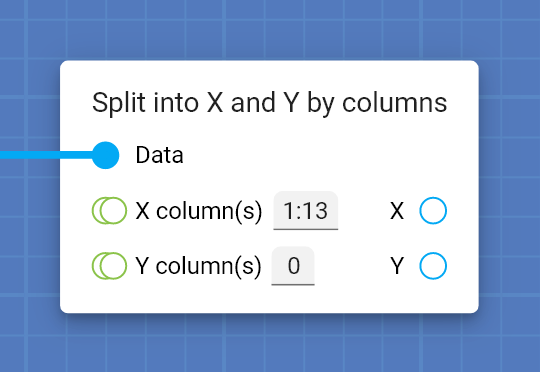 Split into X and Y by columns
Data
X column(s) 1:13 X
Y column(s) 0 Y